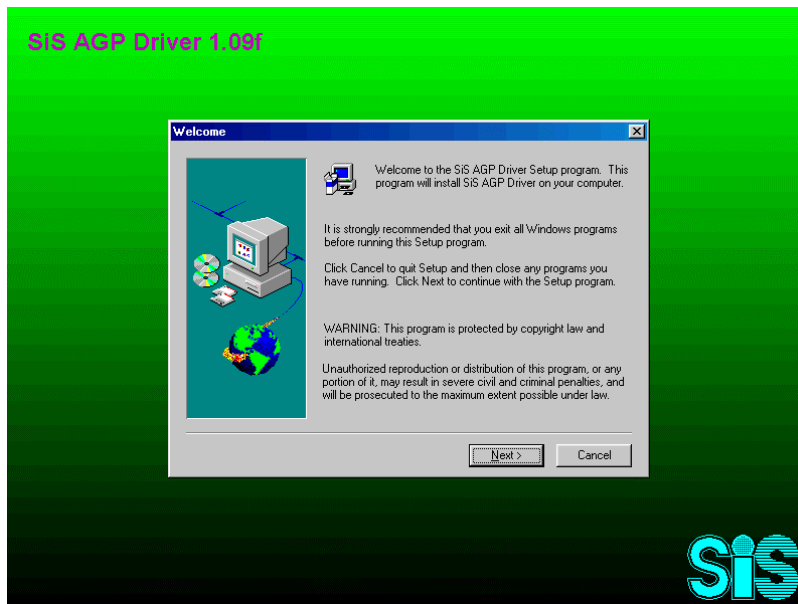 SiS AGP Driver 1.09f
Welcome
Welcome to the SiS AGP Driver Setup program. This
program will install SiS AGP Driver on your computer.
It is strongly recommended that you exit all Windows programs
before running this Setup program.
Click Cancel to quit Setup and then close any programs you
have running. Click Next to continue with the Setup program.
WARNING: This program is protected by copyright law and
international treaties.
Unauthorized reproduction or distribution of this program, or any
portion of it, may result in severe civil and criminal penalties, and
will be prosecuted to the maximum extent possible under law.
Next >
Cancel
SiS